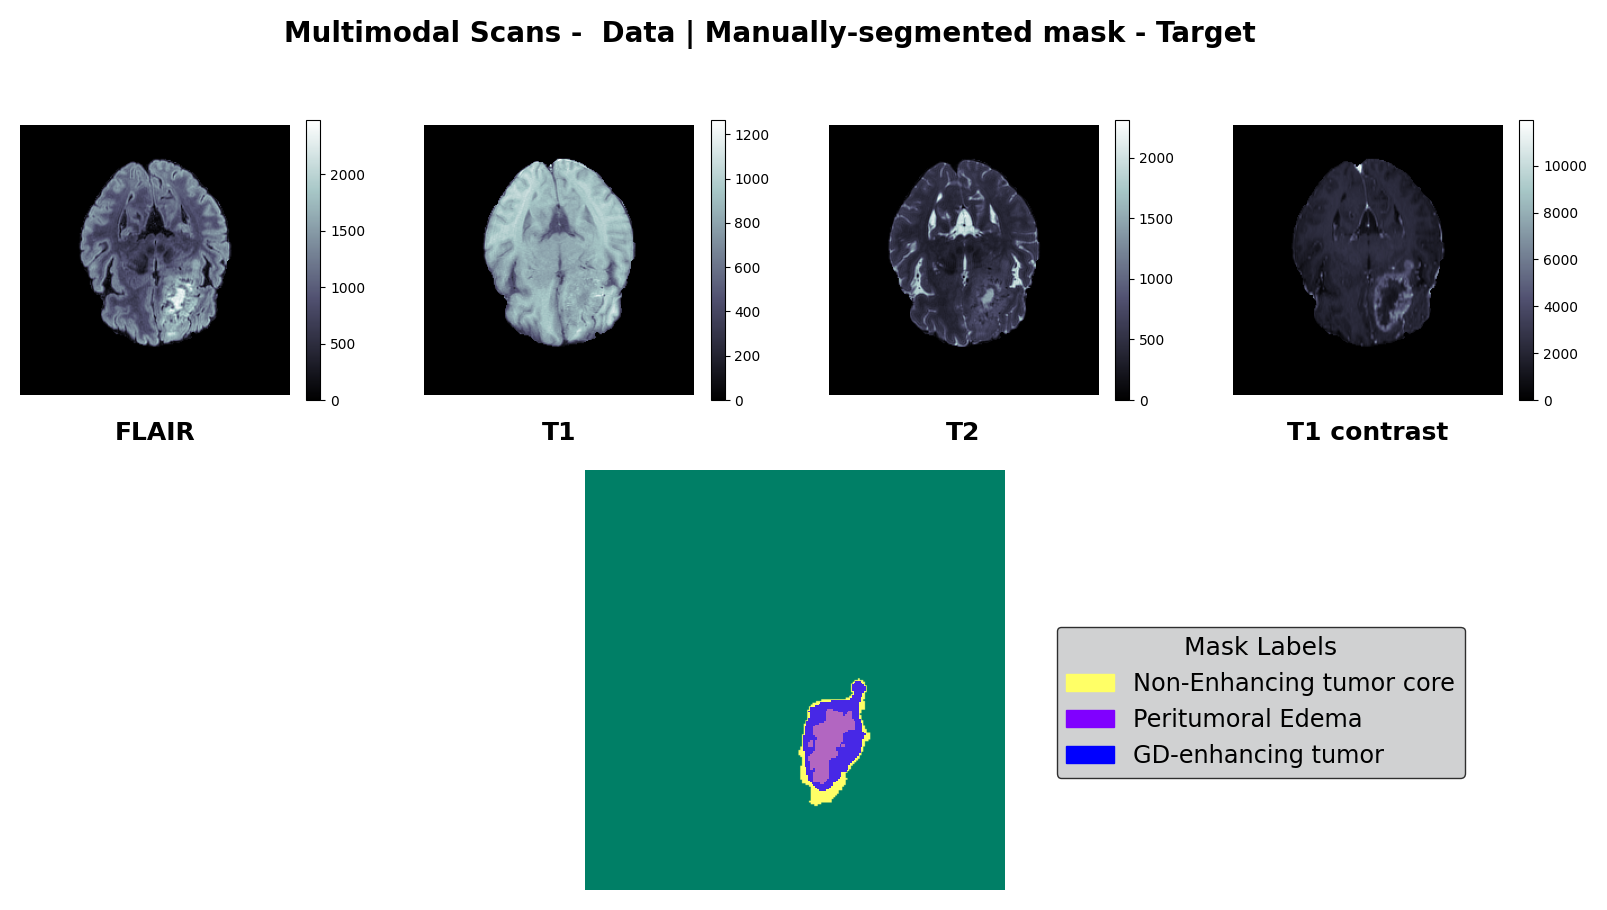 Multimodal Scans -  Data | Manually-segmented mask - Target
2000
1500
1000
500
0
1200
1000
800
600
400
200
0
2000
1500
1000
500
0
10000
8000
6000
4000
2000
0
FLAIR
T1
T2
T1 contrast
Mask Labels
Non-Enhancing tumor core
Peritumoral Edema
GD-enhancing tumor